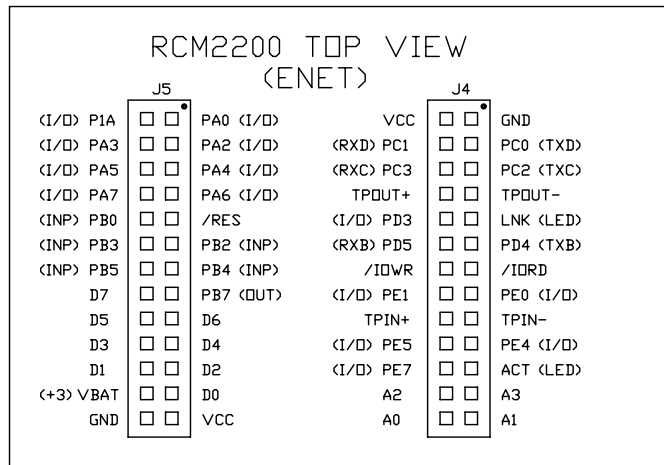 RCM2200 TOP VIEW
(ENET)
J5 J4
(I/O) P1A PA0 (I/O) VCC GND
(I/O) PA3 PA2 (I/O) (RXD) PC1 PC0 (TXD)
(I/O) PA5 PA4 (I/O) (RXC) PC3 PC2 (TXC)
(I/O) PA7 PA6 (I/O) TPOUT+ TPOUT-
(INP) PB0 /RES (I/O) PD3 LNK (LED)
(INP) PB3 PB2 (INP) (RXB) PD5 PD4 (TXB)
(INP) PB5 PB4 (INP) /IOWR /IORD
D7 PB7 (OUT) (I/O) PE1 PE0 (I/O)
D5 D6 TPIN+ TPIN-
D3 D4 (I/O) PE5 PE4 (I/O)
D1 D2 (I/O) PE7 ACT (LED)
(+3) VBAT D0 A2 A3
GND VCC A0 A1